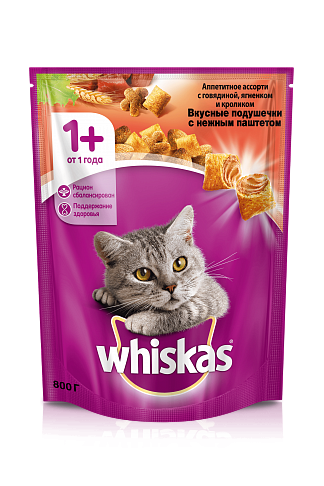 Аппетитное ассорти
с говядиной, ягненком
и кроликом
Вкусные подушечки
с нежным паштетом
1+
от 1 года
Рацион
сбалансирован
Поддержание
здоровья
whiskas
800 г